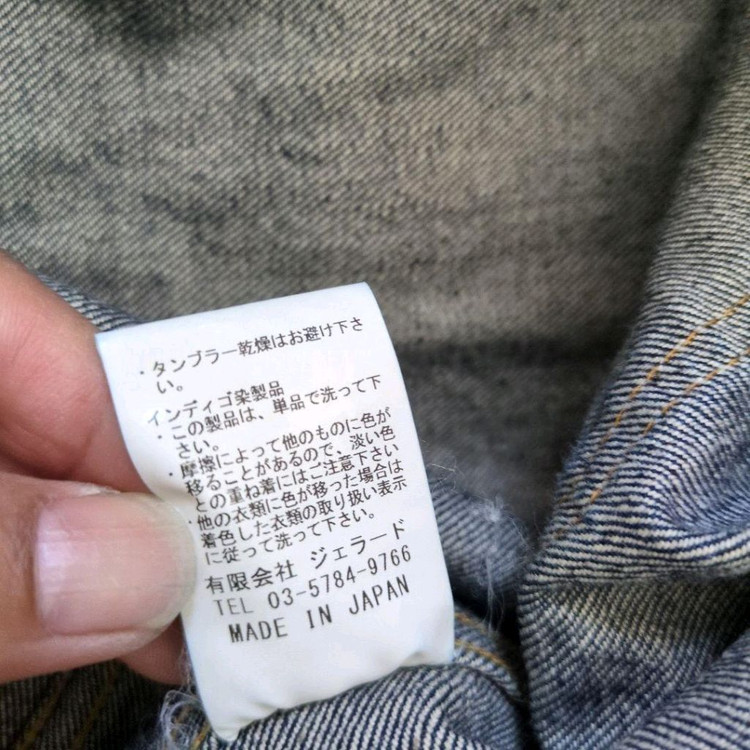 ・タンブラー乾燥はお避け下さ
い。
インディゴ染製品
・この製品は、単品で洗って下
さい。
・摩擦によって他のものに色が
移ることがあるので、淡い色
との重ね着にはご注意下さい
・他の衣類に色が移った場合は
着色した衣類の取り扱い表示
に従って洗って下さい。
有限会社 ジェラード
TEL 03-5784-9766
MADE IN JAPAN